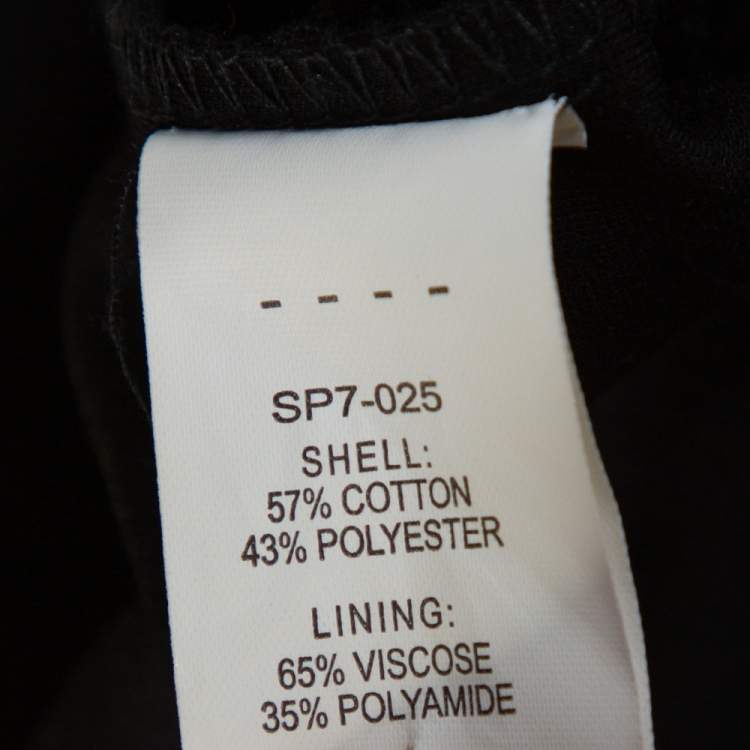 - - - -
SP7-025
SHELL:
57% COTTON
43% POLYESTER
LINING:
65% VISCOSE
35% POLYAMIDE